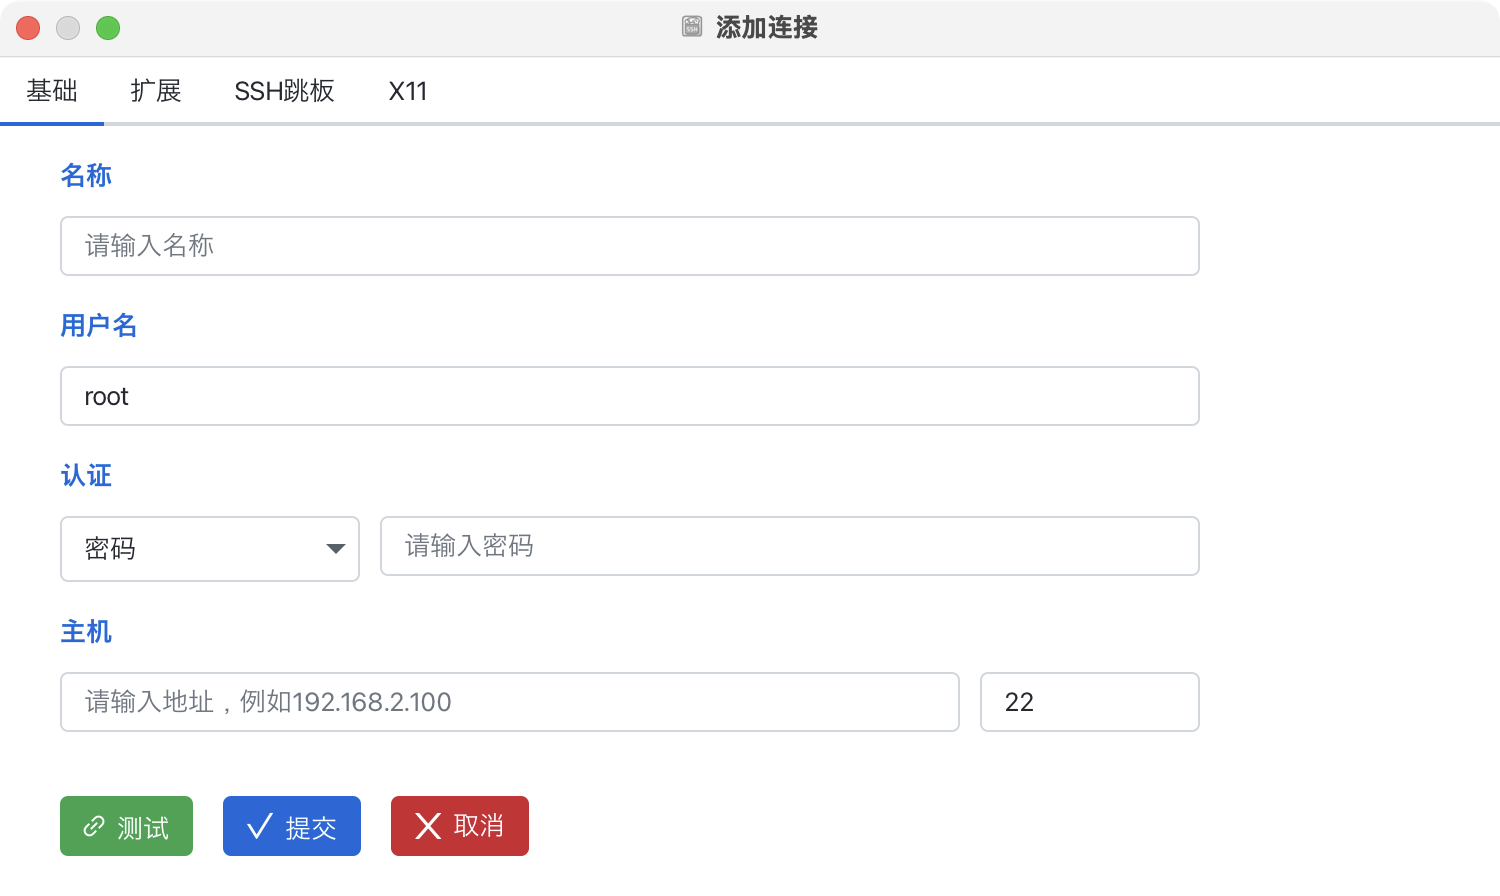 添加连接
基础 扩展 SSH跳板 X11
名称
请输入名称
用户名
root
认证
密码 请输入密码
主机
请输入地址，例如192.168.2.100 22
测试 提交 取消